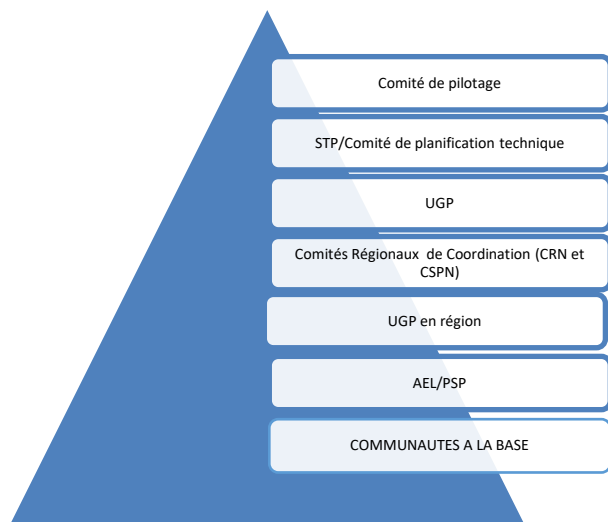 Comité de pilotage
STP/Comité de planification technique
UGP
Comités Régionaux de Coordination (CRN et
CSPN)
UGP en région
AEL/PSP
COMMUNAUTES A LA BASE